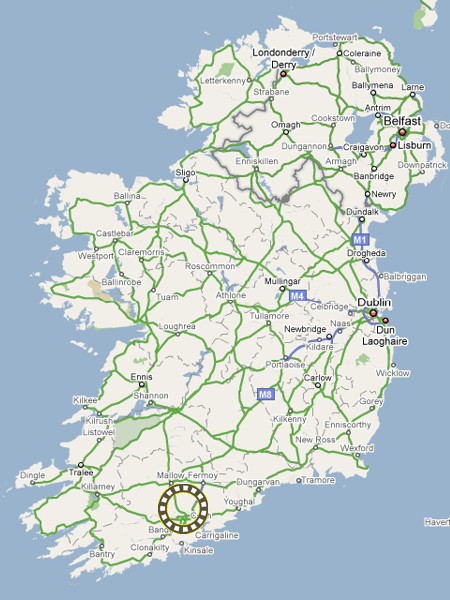 Portstewart
Coleraine
Londonderry /
Derry
Ballymoney
Letterkenny
Strabane
Ballymena
Larne
Antrim
Cookstown
Belfast
Omagh
Do
Dungannon
Craigavon
Lisburn
Enniskillen
Armagh
Downpatrick
Sligo
Banbridge
Newry
Ballina
Dundalk
Castlebar
M1
Claremorris
Drogheda
Westport
Roscommon
Ballinrobe
Balbriggan
Mullingar
Tuam
Athlone
M4
Celbridge
Dublin
Tullamore
Loughrea
Newbridge
Naas
Dun
Laoghaire
Kildare
Portlaoise
Ennis
Carlow
Wicklow
Shannon
M8
Kilkee
Gorey
Kilrush
Kilkenny
Listowel
Enniscorthy
New Ross
Wexford
Tralee
Dingle
Mallow
Fermoy
Dungarvan
Tramore
Killarney
Youghal
Haverf
Ban
Carrigaline
Clonakilty
Kinsale
Bantry